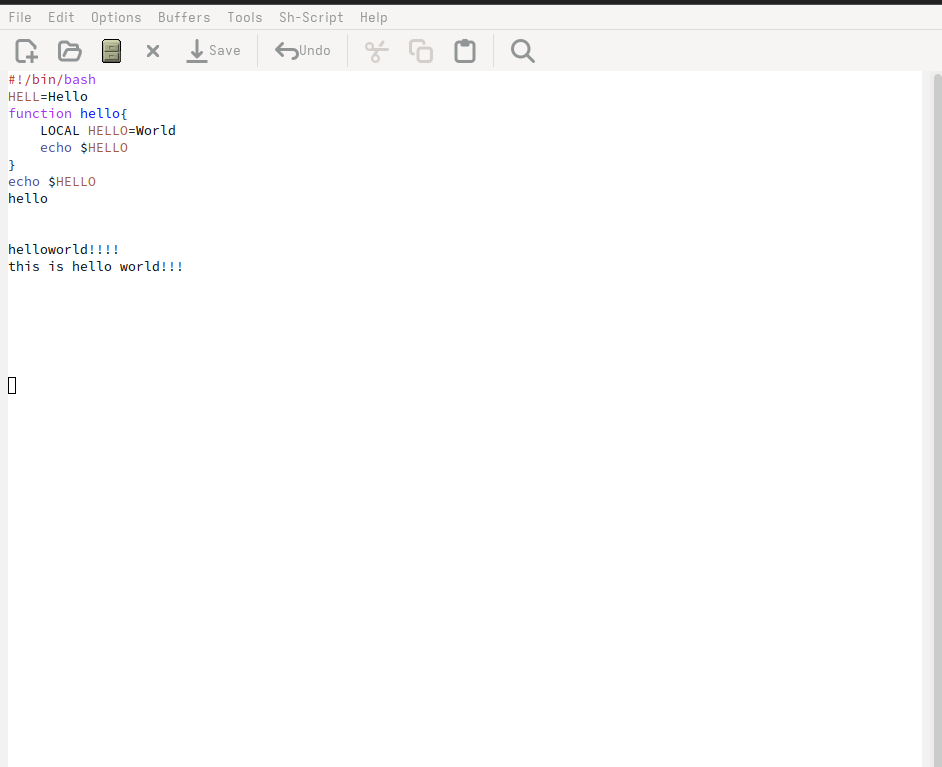 File Edit Options Buffers Tools Sh-Script Help
Save Undo
#!/bin/bash
HELL=Hello
function hello{
    LOCAL HELLO=World
    echo $HELLO
}
echo $HELLO
hello
helloworld!!!!
this is hello world!!!